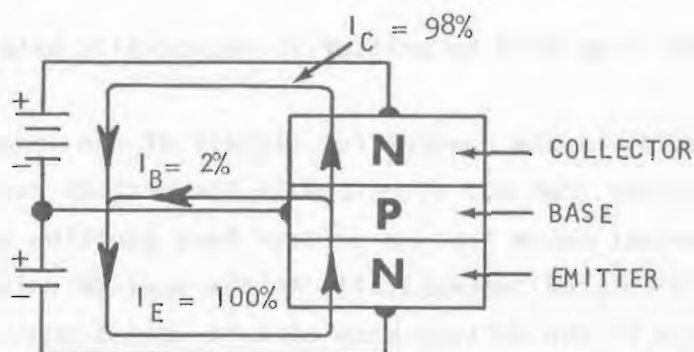 I_C = 98%
+
−
I_B = 2%
N
COLLECTOR
P
BASE
+
−
I_E = 100%
N
EMITTER